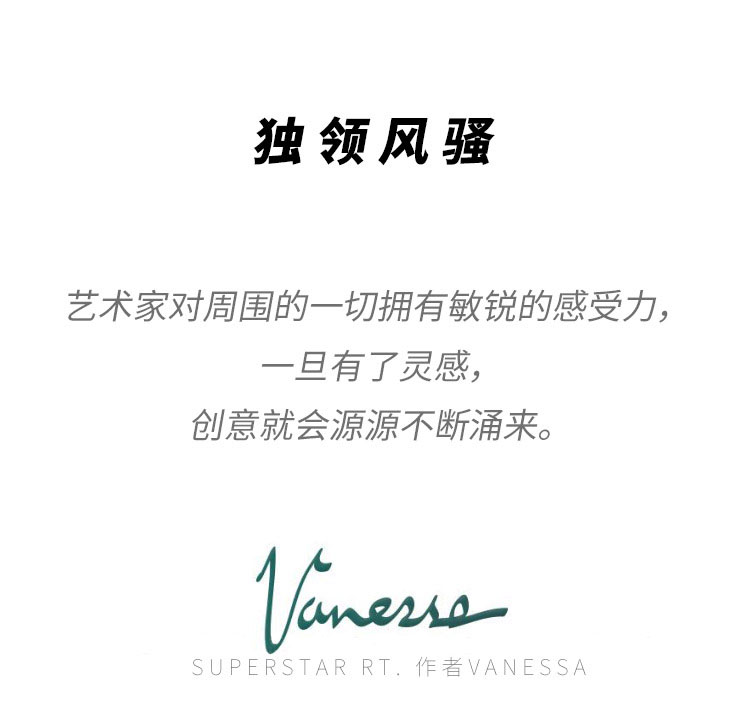 独领风骚
艺术家对周围的一切拥有敏锐的感受力，
一旦有了灵感，
创意就会源源不断涌来。
Vanessa
SUPERSTAR RT. 作者VANESSA